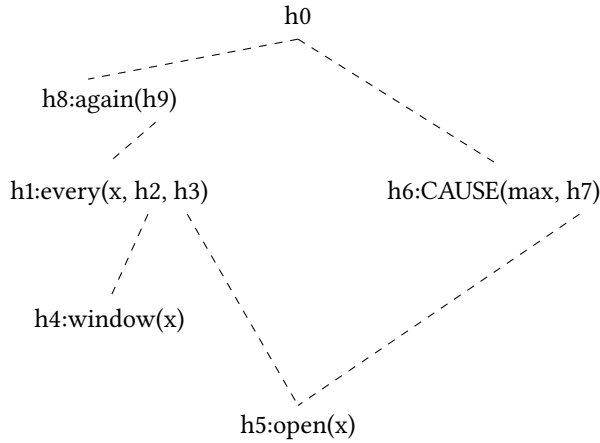 h0
h8:again(h9)
h1:every(x, h2, h3) h6:CAUSE(max, h7)
h4:window(x)
h5:open(x)